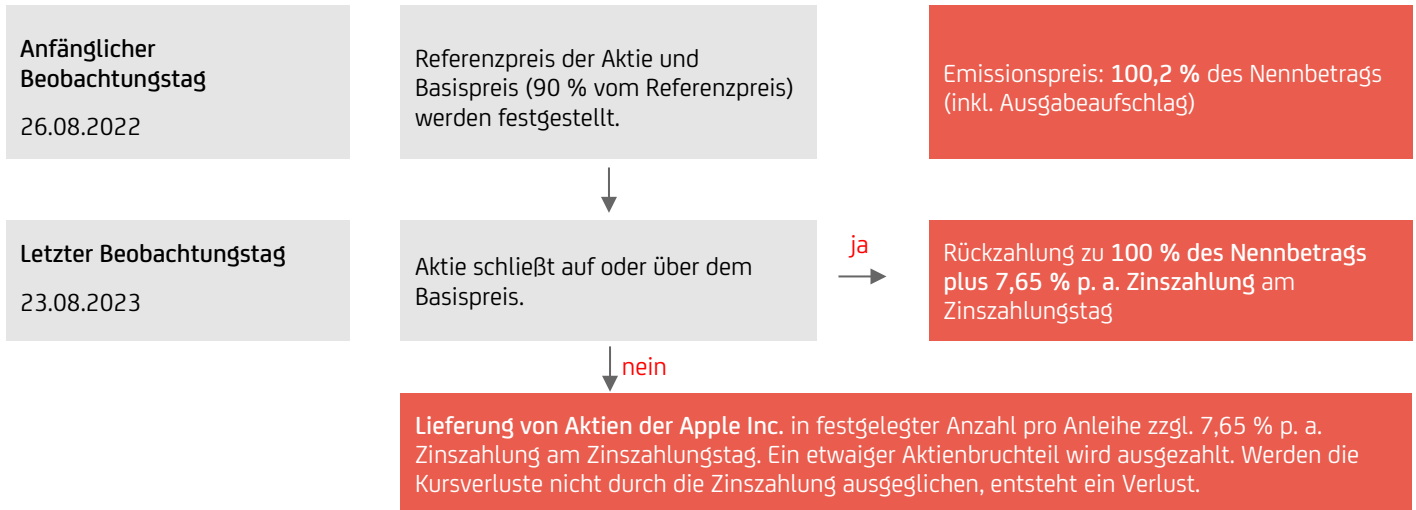 Anfänglicher
Beobachtungstag
26.08.2022
Referenzpreis der Aktie und
Basispreis (90 % vom Referenzpreis)
werden festgestellt.
Emissionspreis: 100,2 % des Nennbetrags
(inkl. Ausgabeaufschlag)
Letzter Beobachtungstag
23.08.2023
Aktie schließt auf oder über dem
Basispreis.
ja
Rückzahlung zu 100 % des Nennbetrags
plus 7,65 % p. a. Zinszahlung am
Zinszahlungstag
nein
Lieferung von Aktien der Apple Inc. in festgelegter Anzahl pro Anleihe zzgl. 7,65 % p. a.
Zinszahlung am Zinszahlungstag. Ein etwaiger Aktienbruchteil wird ausgezahlt. Werden die
Kursverluste nicht durch die Zinszahlung ausgeglichen, entsteht ein Verlust.